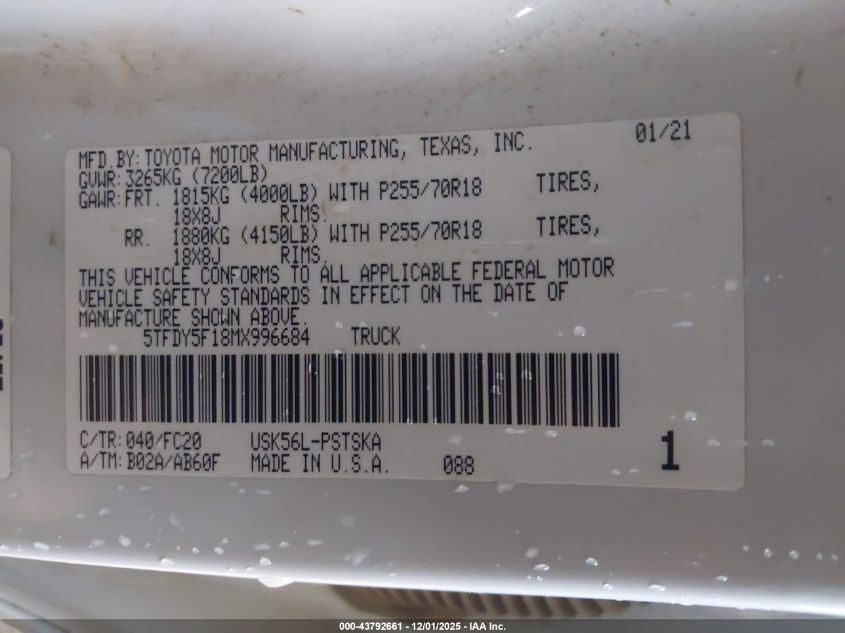 MFD.BY: TOYOTA MOTOR MANUFACTURING, TEXAS, INC. 01/21
GVWR: 3265KG (7200LB)
GAWR: FRT. 1815KG (4000LB) WITH P255/70R18 TIRES,
18X8J RIMS.
RR. 1880KG (4150LB) WITH P255/70R18 TIRES,
18X8J RIMS.
THIS VEHICLE CONFORMS TO ALL APPLICABLE FEDERAL MOTOR
VEHICLE SAFETY STANDARDS IN EFFECT ON THE DATE OF
MANUFACTURE SHOWN ABOVE.
5TFDY5F18MX996684 TRUCK
C/TR: 040/FC20 USK56L-PSTSKA 1
A/TM: B02A/AB60F MADE IN U.S.A. 088
000-43792661 - 12/01/2025 - IAA Inc.